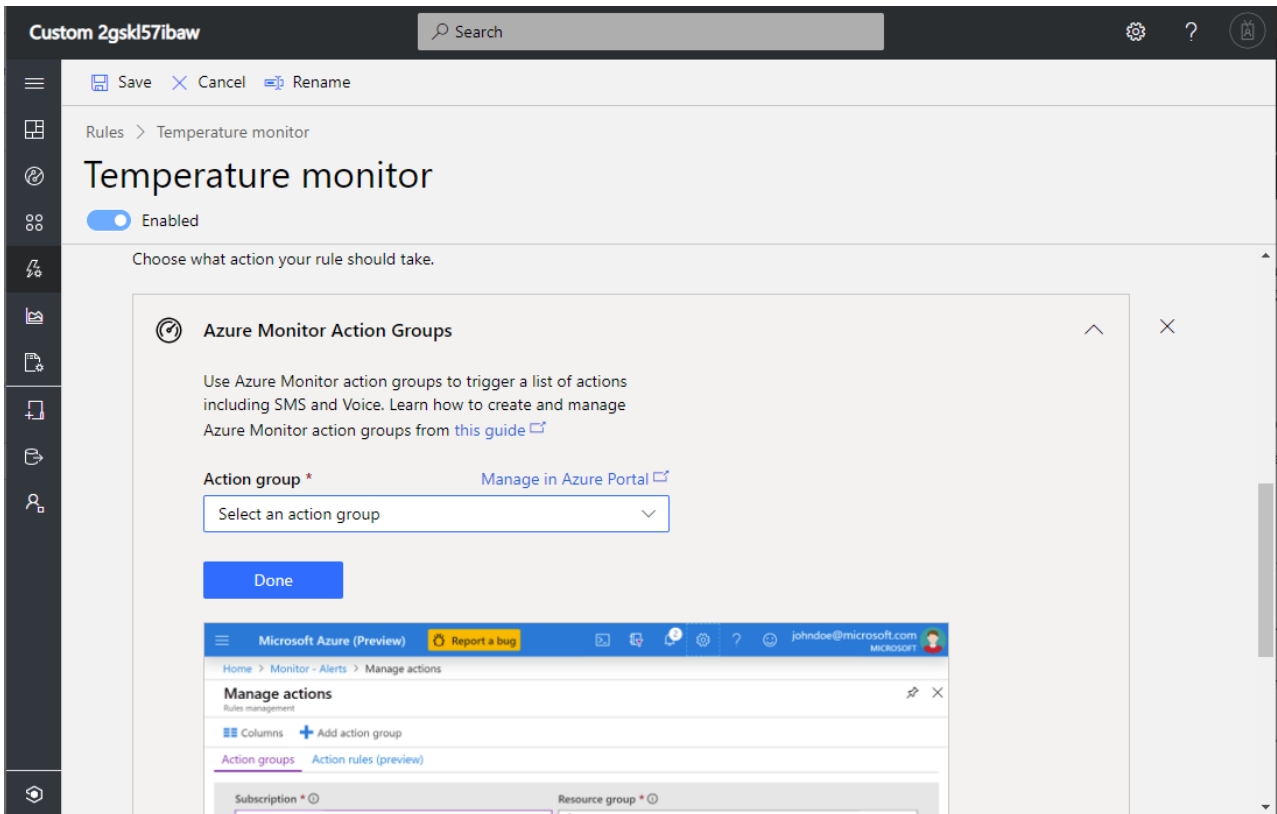 Custom 2gskl57ibaw
Search
Save Cancel Rename
Rules > Temperature monitor
Temperature monitor
Enabled
Choose what action your rule should take.
Azure Monitor Action Groups
Use Azure Monitor action groups to trigger a list of actions
including SMS and Voice. Learn how to create and manage
Azure Monitor action groups from this guide
Action group * Manage in Azure Portal
Select an action group
Done
Microsoft Azure (Preview) Report a bug 2 ? johndoe@microsoft.com
MICROSOFT
Home > Monitor - Alerts > Manage actions
Manage actions
Rules management
Columns Add action group
Action groups Action rules (preview)
Subscription * Resource group *